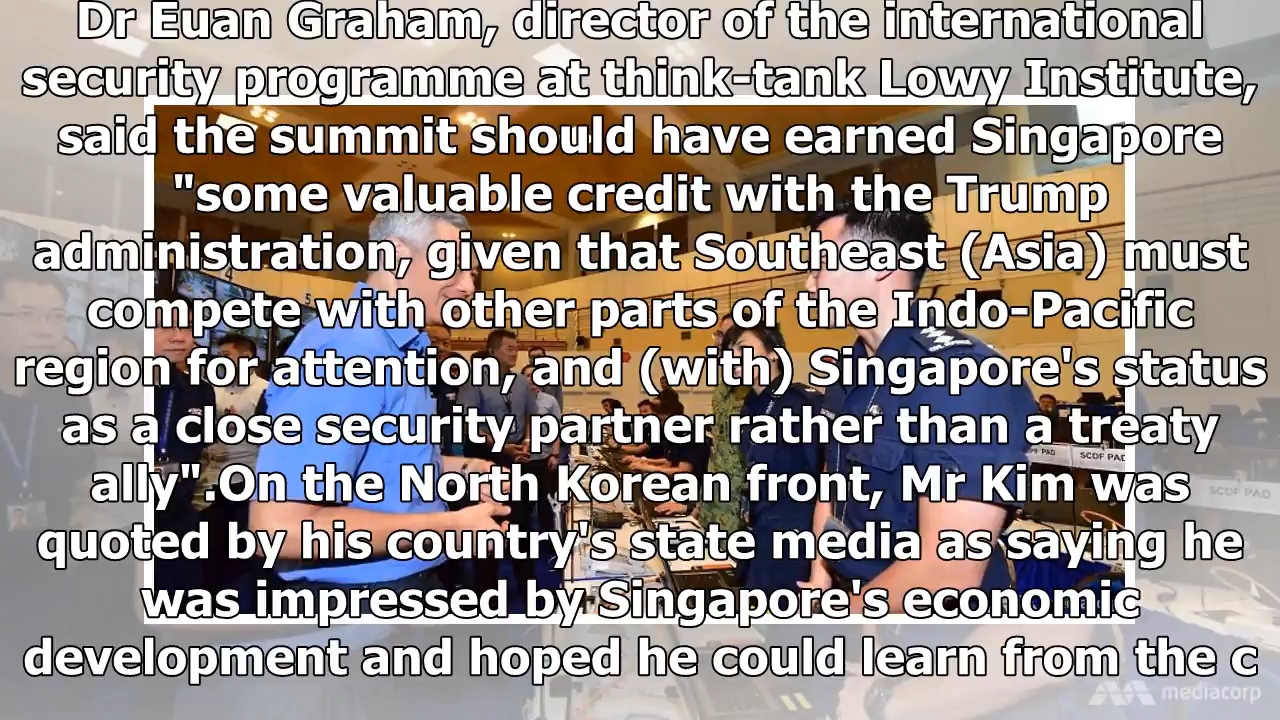 Dr Euan Graham, director of the international
security programme at think-tank Lowy Institute,
said the summit should have earned Singapore
"some valuable credit with the Trump
administration, given that Southeast (Asia) must
compete with other parts of the Indo-Pacific
region for attention, and (with) Singapore's status
as a close security partner rather than a treaty
ally".On the North Korean front, Mr Kim was
quoted by his country's state media as saying he
was impressed by Singapore's economic
development and hoped he could learn from the c
SCDF PAD
SCDF PAD
mediacorp